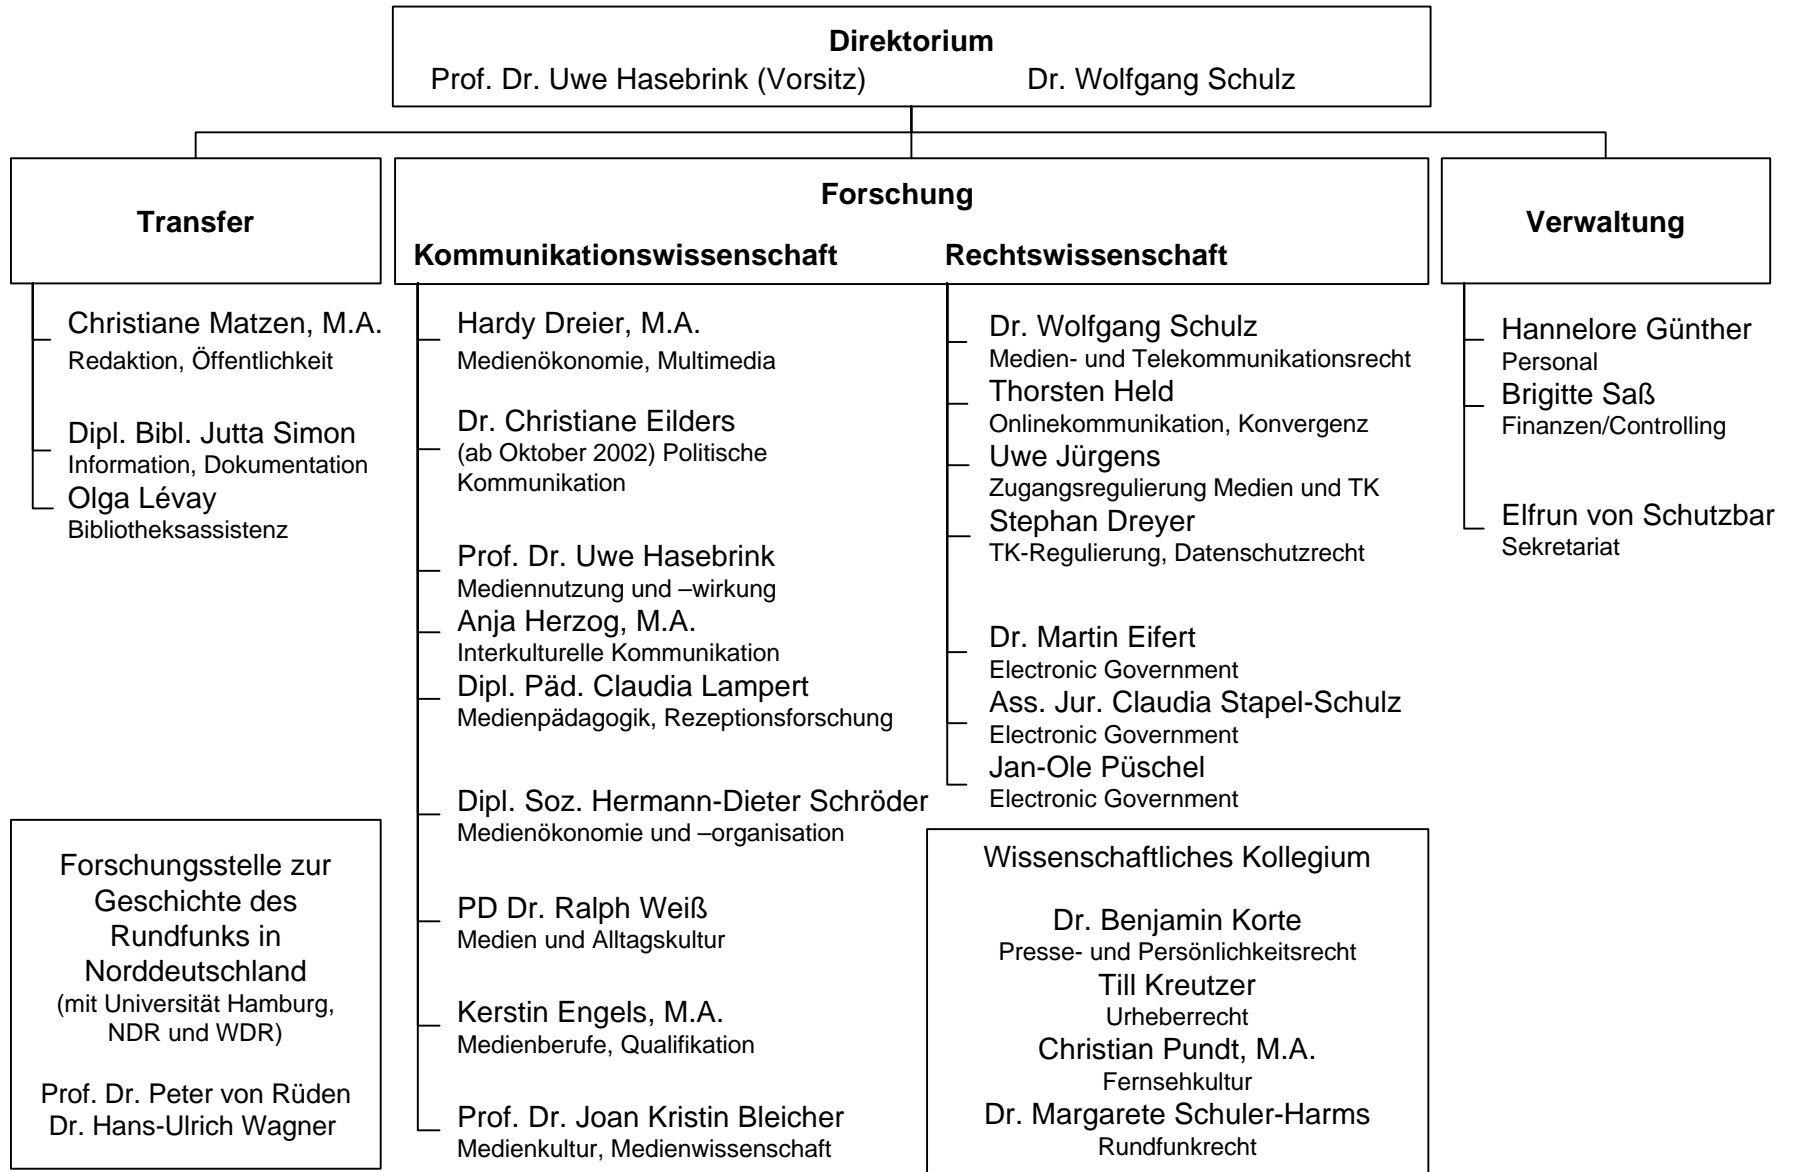 Direktorium
Prof. Dr. Uwe Hasebrink (Vorsitz) Dr. Wolfgang Schulz
Transfer
Christiane Matzen, M.A.
Redaktion, Öffentlichkeit
Dipl. Bibl. Jutta Simon
Information, Dokumentation
Olga Lévay
Bibliotheksassistenz
Forschungsstelle zur
Geschichte des
Rundfunks in
Norddeutschland
(mit Universität Hamburg,
NDR und WDR)
Prof. Dr. Peter von Rüden
Dr. Hans-Ulrich Wagner
Forschung
Kommunikationswissenschaft
Hardy Dreier, M.A.
Medienökonomie, Multimedia
Dr. Christiane Eilders
(ab Oktober 2002) Politische
Kommunikation
Prof. Dr. Uwe Hasebrink
Mediennutzung und –wirkung
Anja Herzog, M.A.
Interkulturelle Kommunikation
Dipl. Päd. Claudia Lampert
Medienpädagogik, Rezeptionsforschung
Dipl. Soz. Hermann-Dieter Schröder
Medienökonomie und –organisation
PD Dr. Ralph Weiß
Medien und Alltagskultur
Kerstin Engels, M.A.
Medienberufe, Qualifikation
Prof. Dr. Joan Kristin Bleicher
Medienkultur, Medienwissenschaft
Rechtswissenschaft
Dr. Wolfgang Schulz
Medien- und Telekommunikationsrecht
Thorsten Held
Onlinekommunikation, Konvergenz
Uwe Jürgens
Zugangsregulierung Medien und TK
Stephan Dreyer
TK-Regulierung, Datenschutzrecht
Dr. Martin Eifert
Electronic Government
Ass. Jur. Claudia Stapel-Schulz
Electronic Government
Jan-Ole Püschel
Electronic Government
Wissenschaftliches Kollegium
Dr. Benjamin Korte
Presse- und Persönlichkeitsrecht
Till Kreutzer
Urheberrecht
Christian Pundt, M.A.
Fernsehkultur
Dr. Margarete Schuler-Harms
Rundfunkrecht
Verwaltung
Hannelore Günther
Personal
Brigitte Saß
Finanzen/Controlling
Elfrun von Schutzbar
Sekretariat